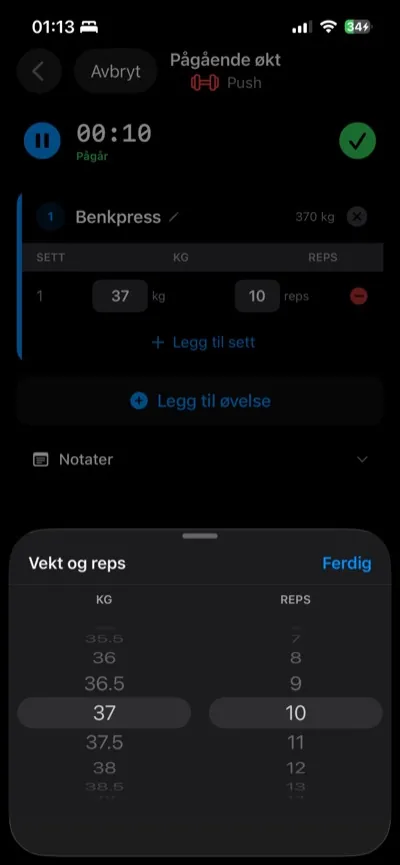 01:13
34
Avbryt
Pågående økt
Push
00:10
Pågår
1
Benkpress
370 kg
SETT KG REPS
1 37 kg 10 reps
+ Legg til sett
Legg til øvelse
Notater
Vekt og reps
Ferdig
KG REPS
35.5 7
36 8
36.5 9
37 10
37.5 11
38 12
38.5 13